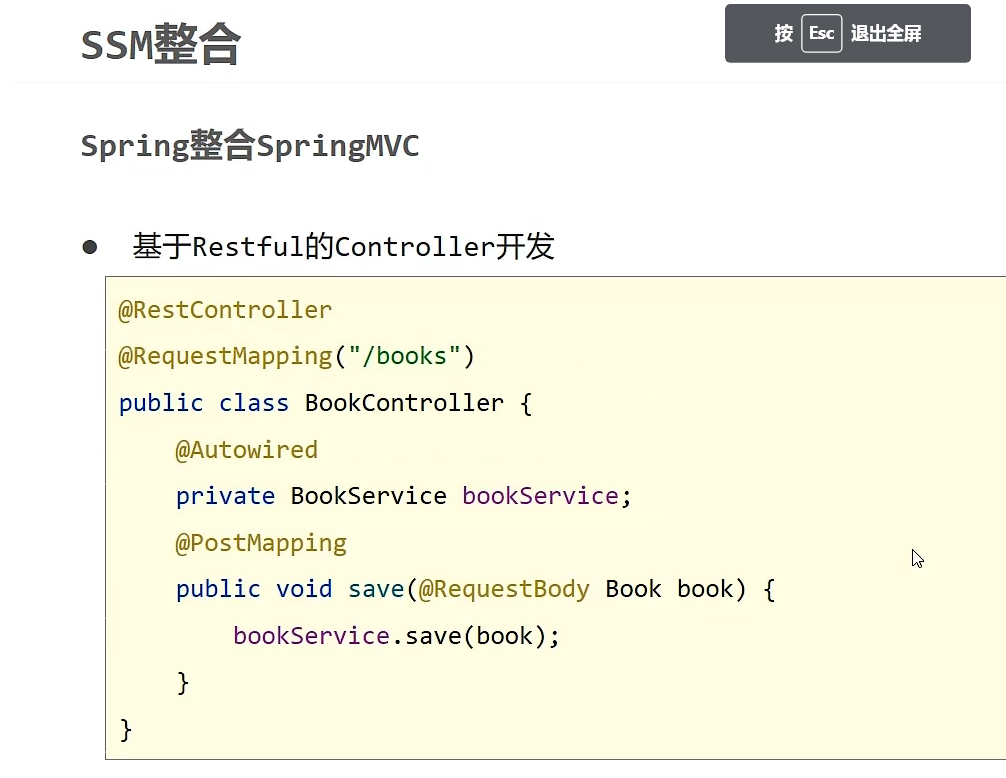 SSM整合
按 Esc 退出全屏
Spring整合SpringMVC
● 基于Restful的Controller开发
@RestController
@RequestMapping("/books")
public class BookController {
    @Autowired
    private BookService bookService;
    @PostMapping
    public void save(@RequestBody Book book) {
        bookService.save(book);
    }
}